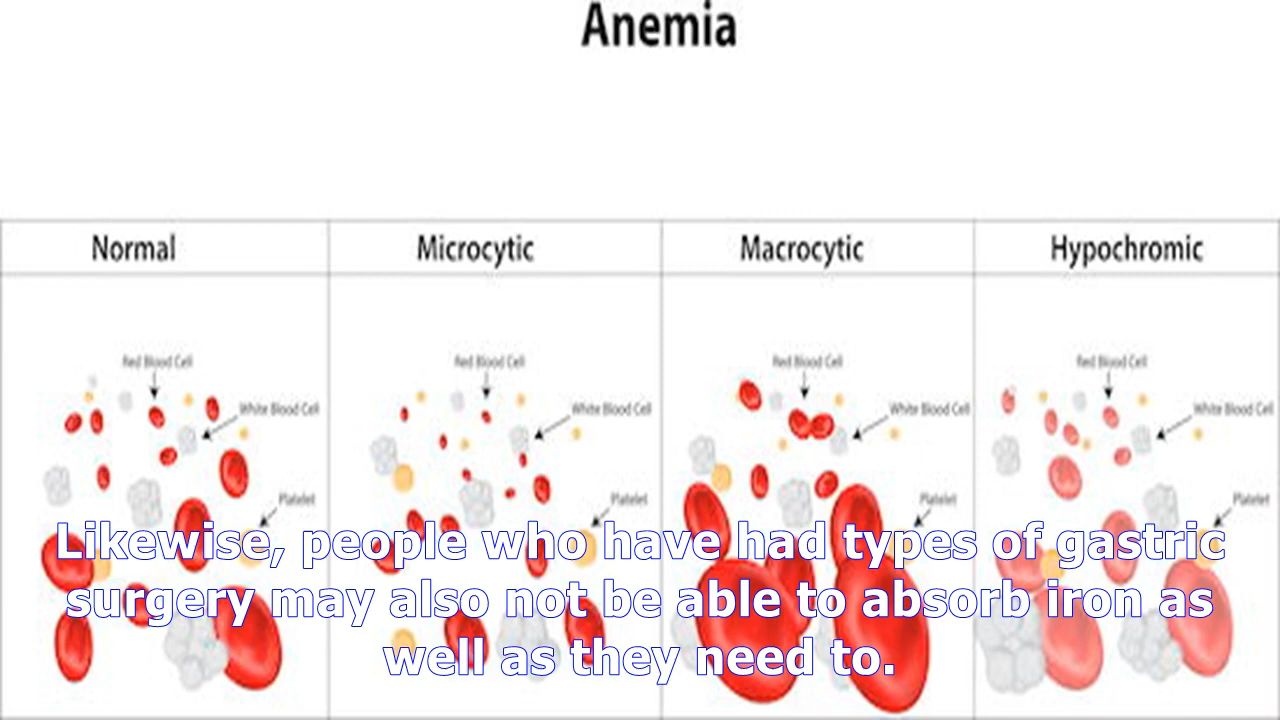 Anemia
Normal Microcytic Macrocytic Hypochromic
Red Blood Cell Red Blood Cell Red Blood Cell Red Blood Cell
White Blood Cell White Blood Cell White Blood Cell White Blood Cell
Platelet Platelet Platelet Platelet
Likewise, people who have had types of gastric
surgery may also not be able to absorb iron as
well as they need to.